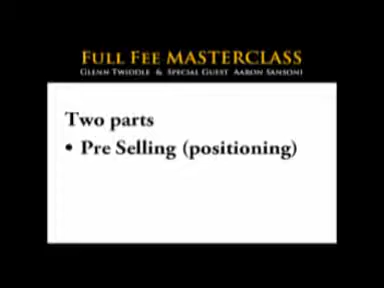 FULL FEE MASTERCLASS
GLENN TWIDDLE & SPECIAL GUEST AARON SANSONI
Two parts
• Pre Selling (positioning)